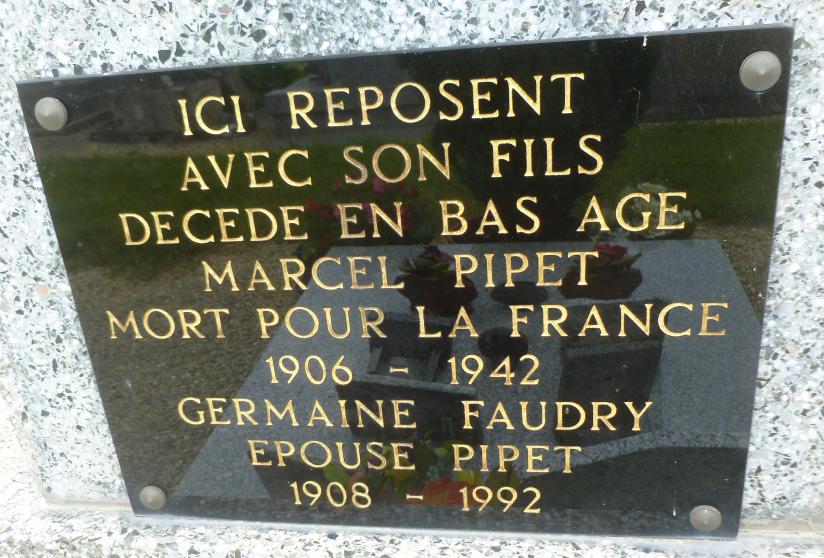 ICI REPOSENT
AVEC SON FILS
DECEDE EN BAS AGE
MARCEL PIPET
MORT POUR LA FRANCE
1906 - 1942
GERMAINE FAUDRY
EPOUSE PIPET
1908 - 1992